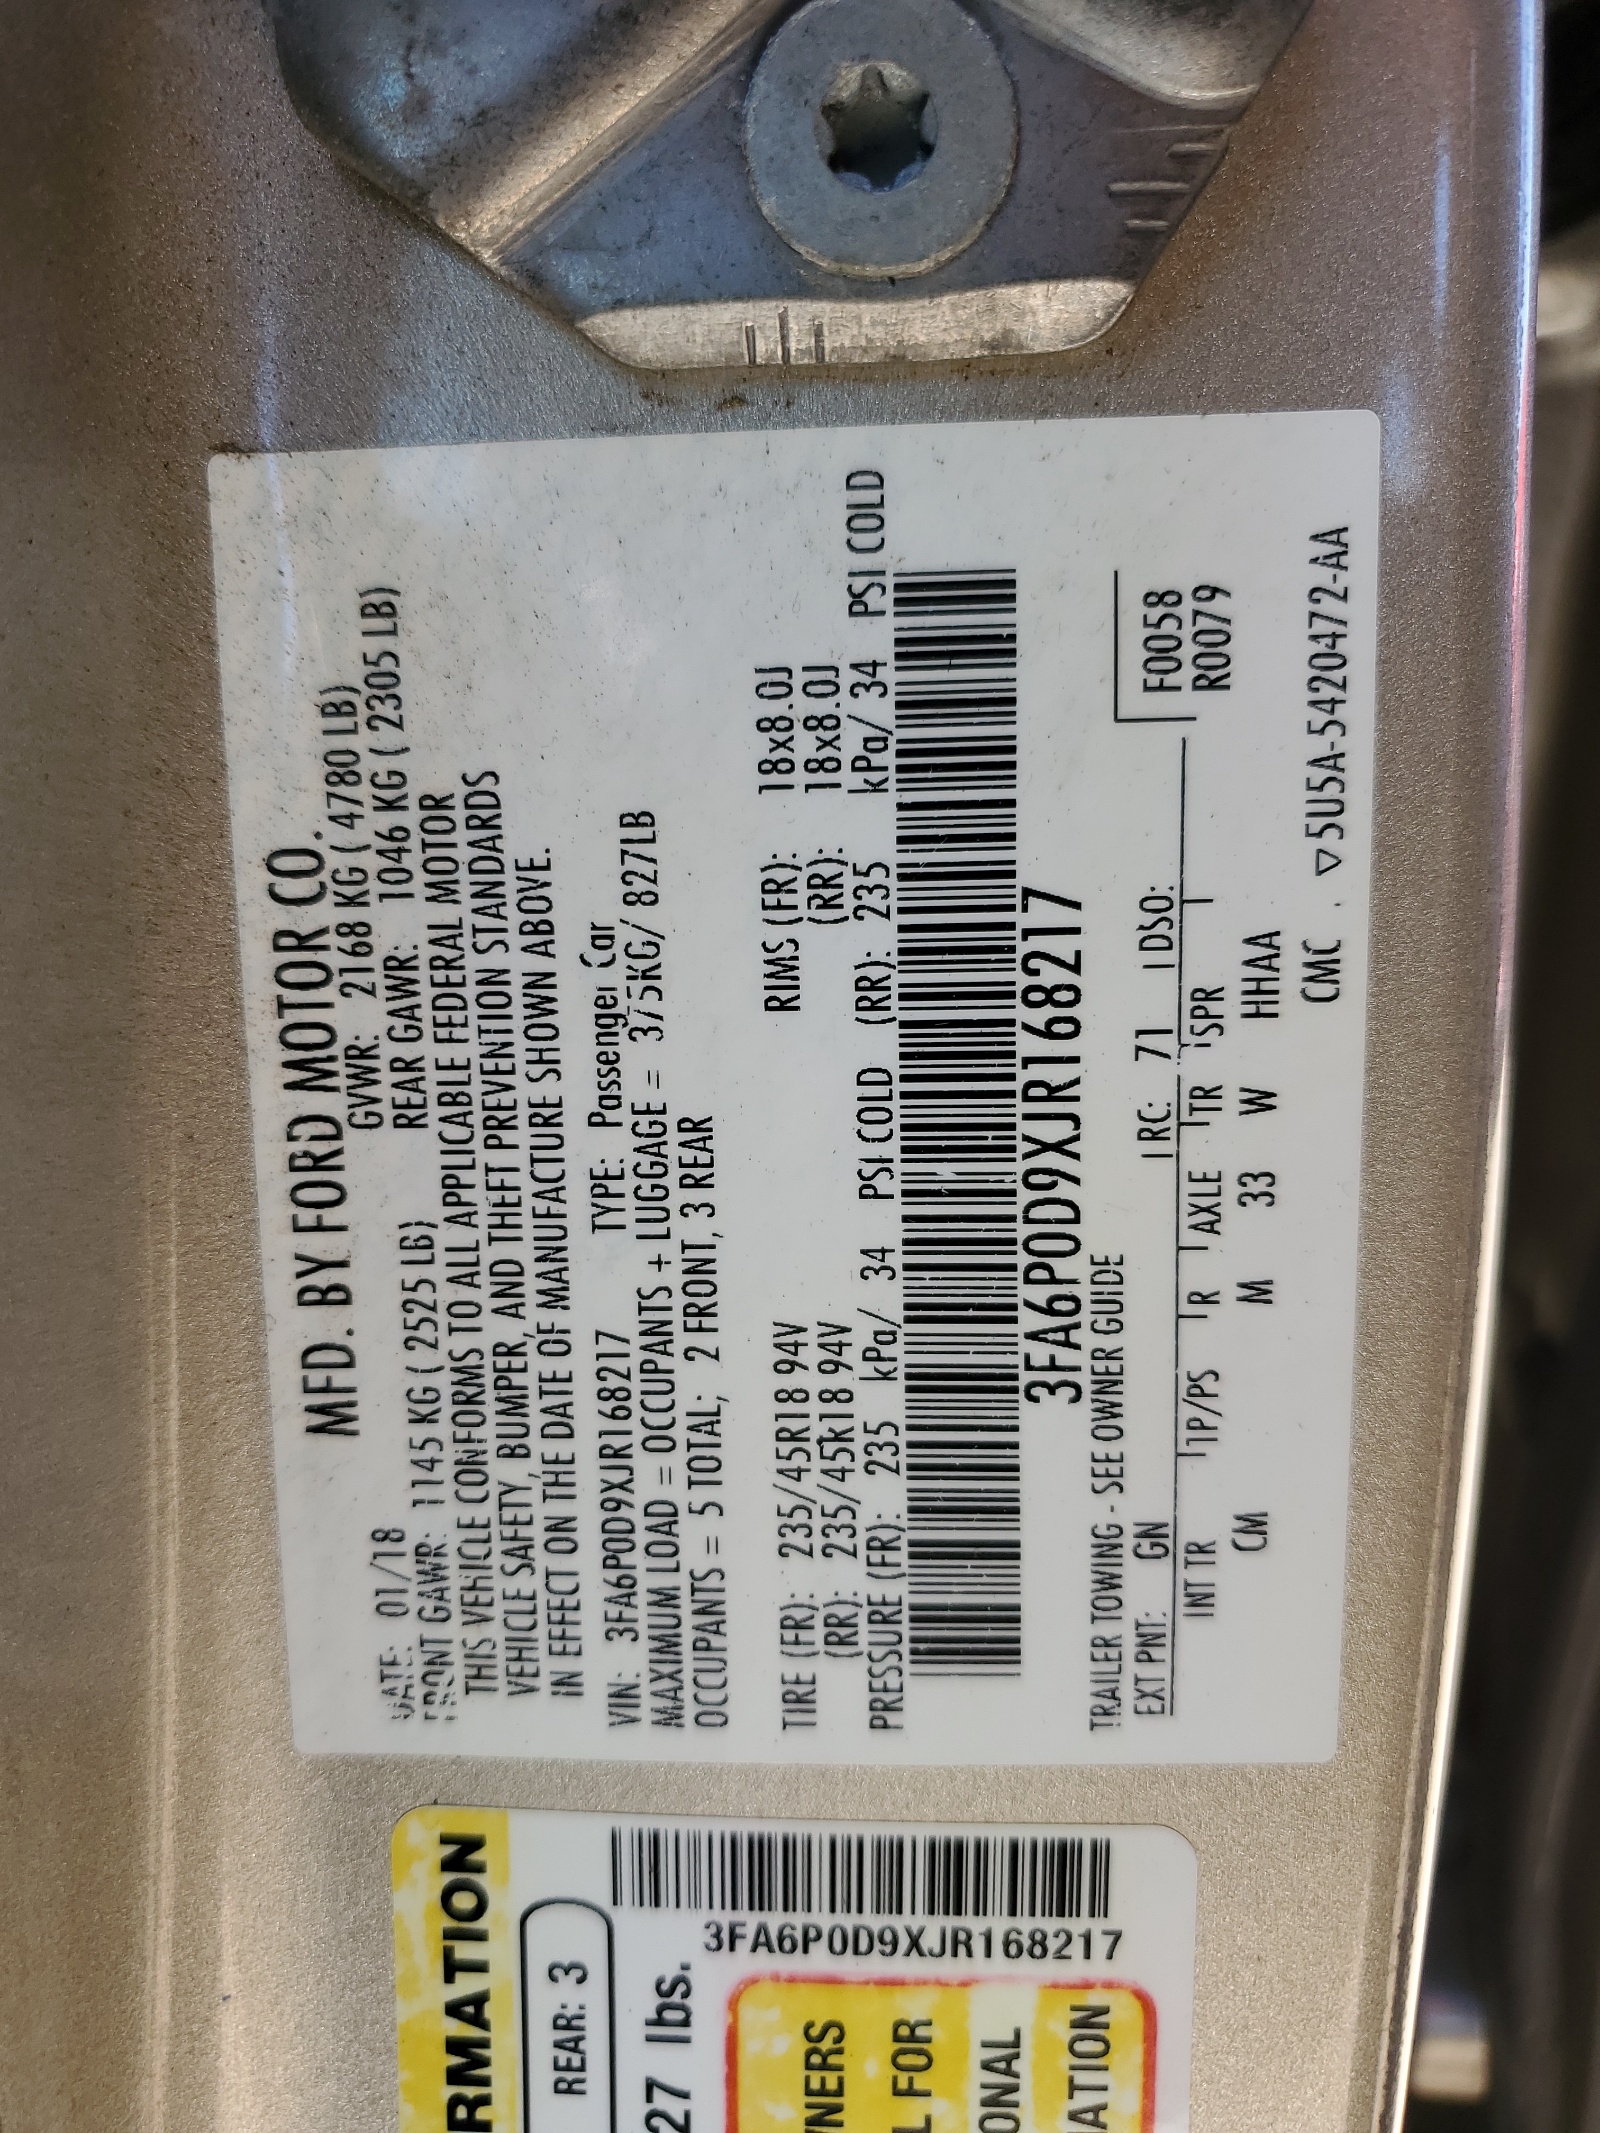 MFD. BY FORD MOTOR CO.
DATE: 01/18 GVWR: 2168 KG ( 4780 LB)
FRONT GAWR: 1145 KG ( 2525 LB) REAR GAWR: 1046 KG ( 2305 LB)
THIS VEHICLE CONFORMS TO ALL APPLICABLE FEDERAL MOTOR
VEHICLE SAFETY, BUMPER, AND THEFT PREVENTION STANDARDS
IN EFFECT ON THE DATE OF MANUFACTURE SHOWN ABOVE.
VIN: 3FA6P0D9XJR168217 TYPE: Passenger Car
MAXIMUM LOAD = OCCUPANTS + LUGGAGE = 375KG/ 827LB
OCCUPANTS = 5 TOTAL; 2 FRONT, 3 REAR
TIRE (FR): 235/45R18 94V RIMS (FR): 18x8.0J
(RR): 235/45R18 94V (RR): 18x8.0J
PRESSURE (FR): 235 kPa/ 34 PSI COLD (RR): 235 kPa/ 34 PSI COLD
3FA6P0D9XJR168217
TRAILER TOWING - SEE OWNER GUIDE
EXT PNT: GN RC: 71 DSO:
INT TR TP/PS R AXLE TR SPR
CM M 33 W HHAA
F0058
R0079
CMC ▽5U5A-5420472-AA
RMATION
REAR: 3
27 lbs.
3FA6P0D9XJR168217
NERS
L FOR
ONAL
ATION